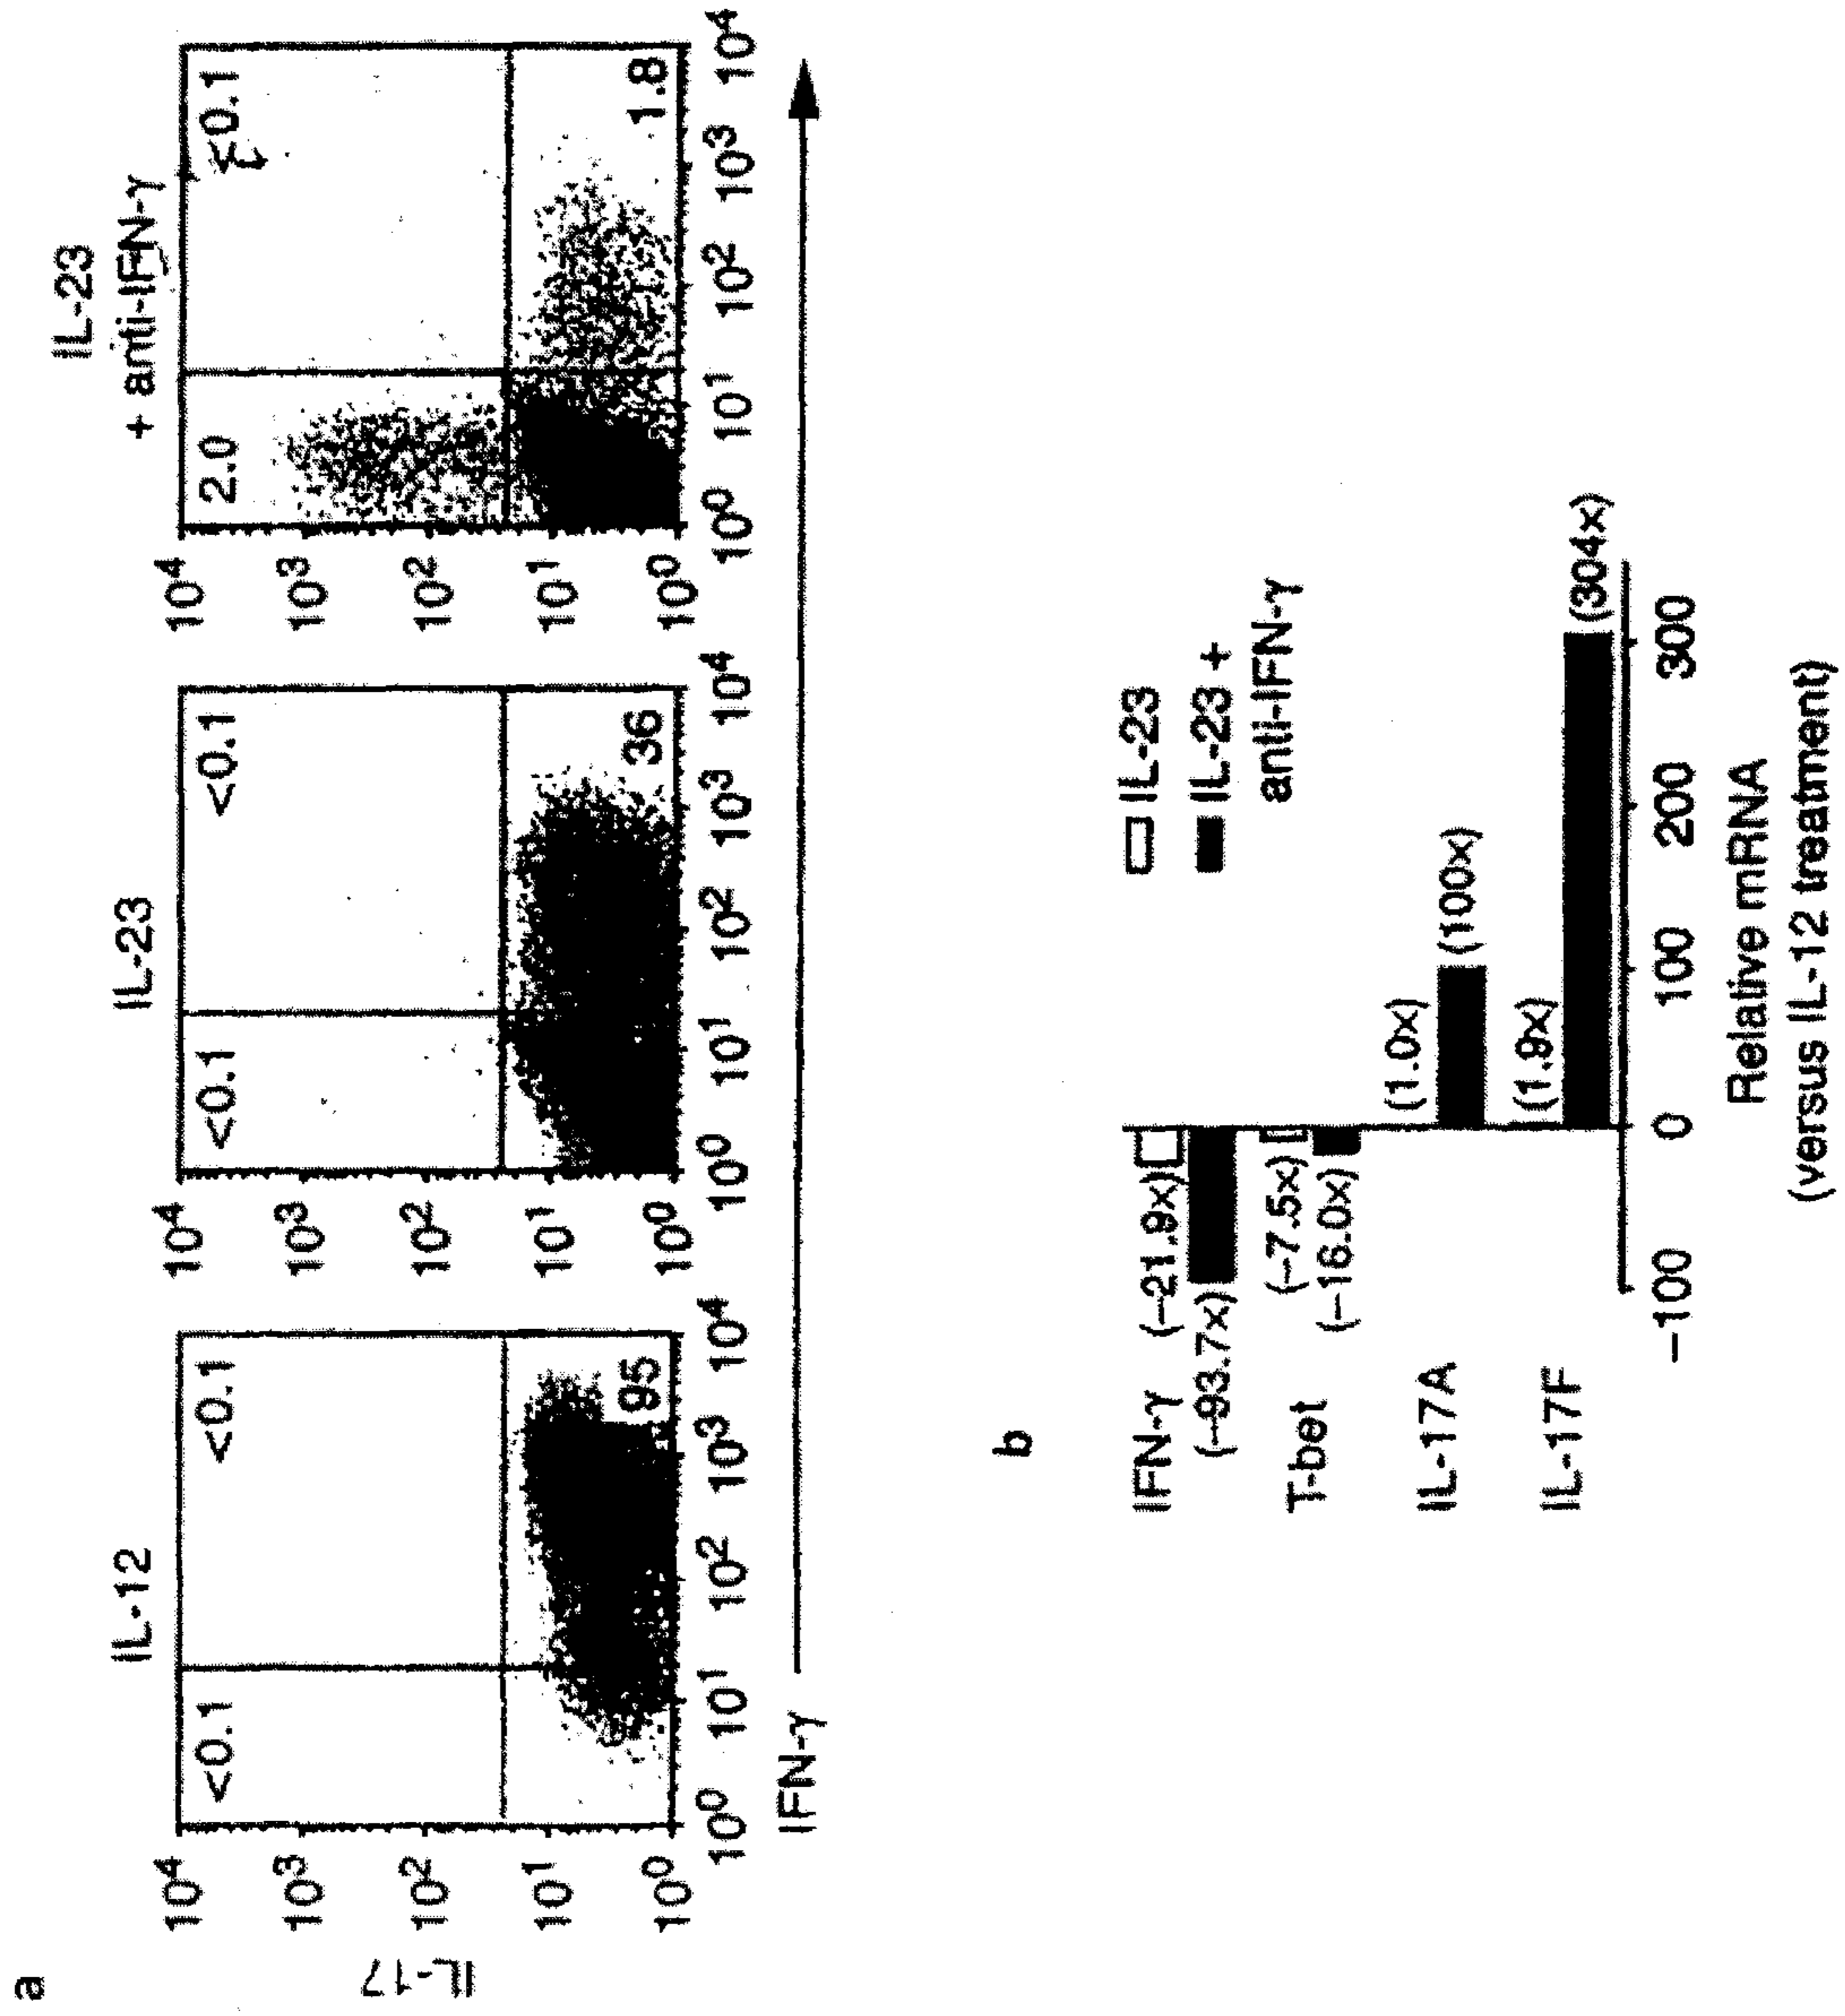 a
IL-12
IL-23
IL-23
+ anti-IFN-γ
<0.1
<0.1
<0.1
<0.1
2.0
<0.1
95
36
1.8
IL-17
10⁴
10³
10²
10¹
10⁰
10⁴
10³
10²
10¹
10⁰
10⁴
10³
10²
10¹
10⁰
10⁰ 10¹ 10² 10³ 10⁴
10⁰ 10¹ 10² 10³ 10⁴
10⁰ 10¹ 10² 10³ 10⁴
IFN-γ
b
IL-23
IL-23 +
anti-IFN-γ
IFN-γ (−21.9x)
(−93.7x)
T-bet (−7.5x)
(−16.0x)
IL-17A (1.0x)
(100x)
IL-17F (1.9x)
(304x)
−100 0 100 200 300
Relative mRNA
(versus IL-12 treatment)